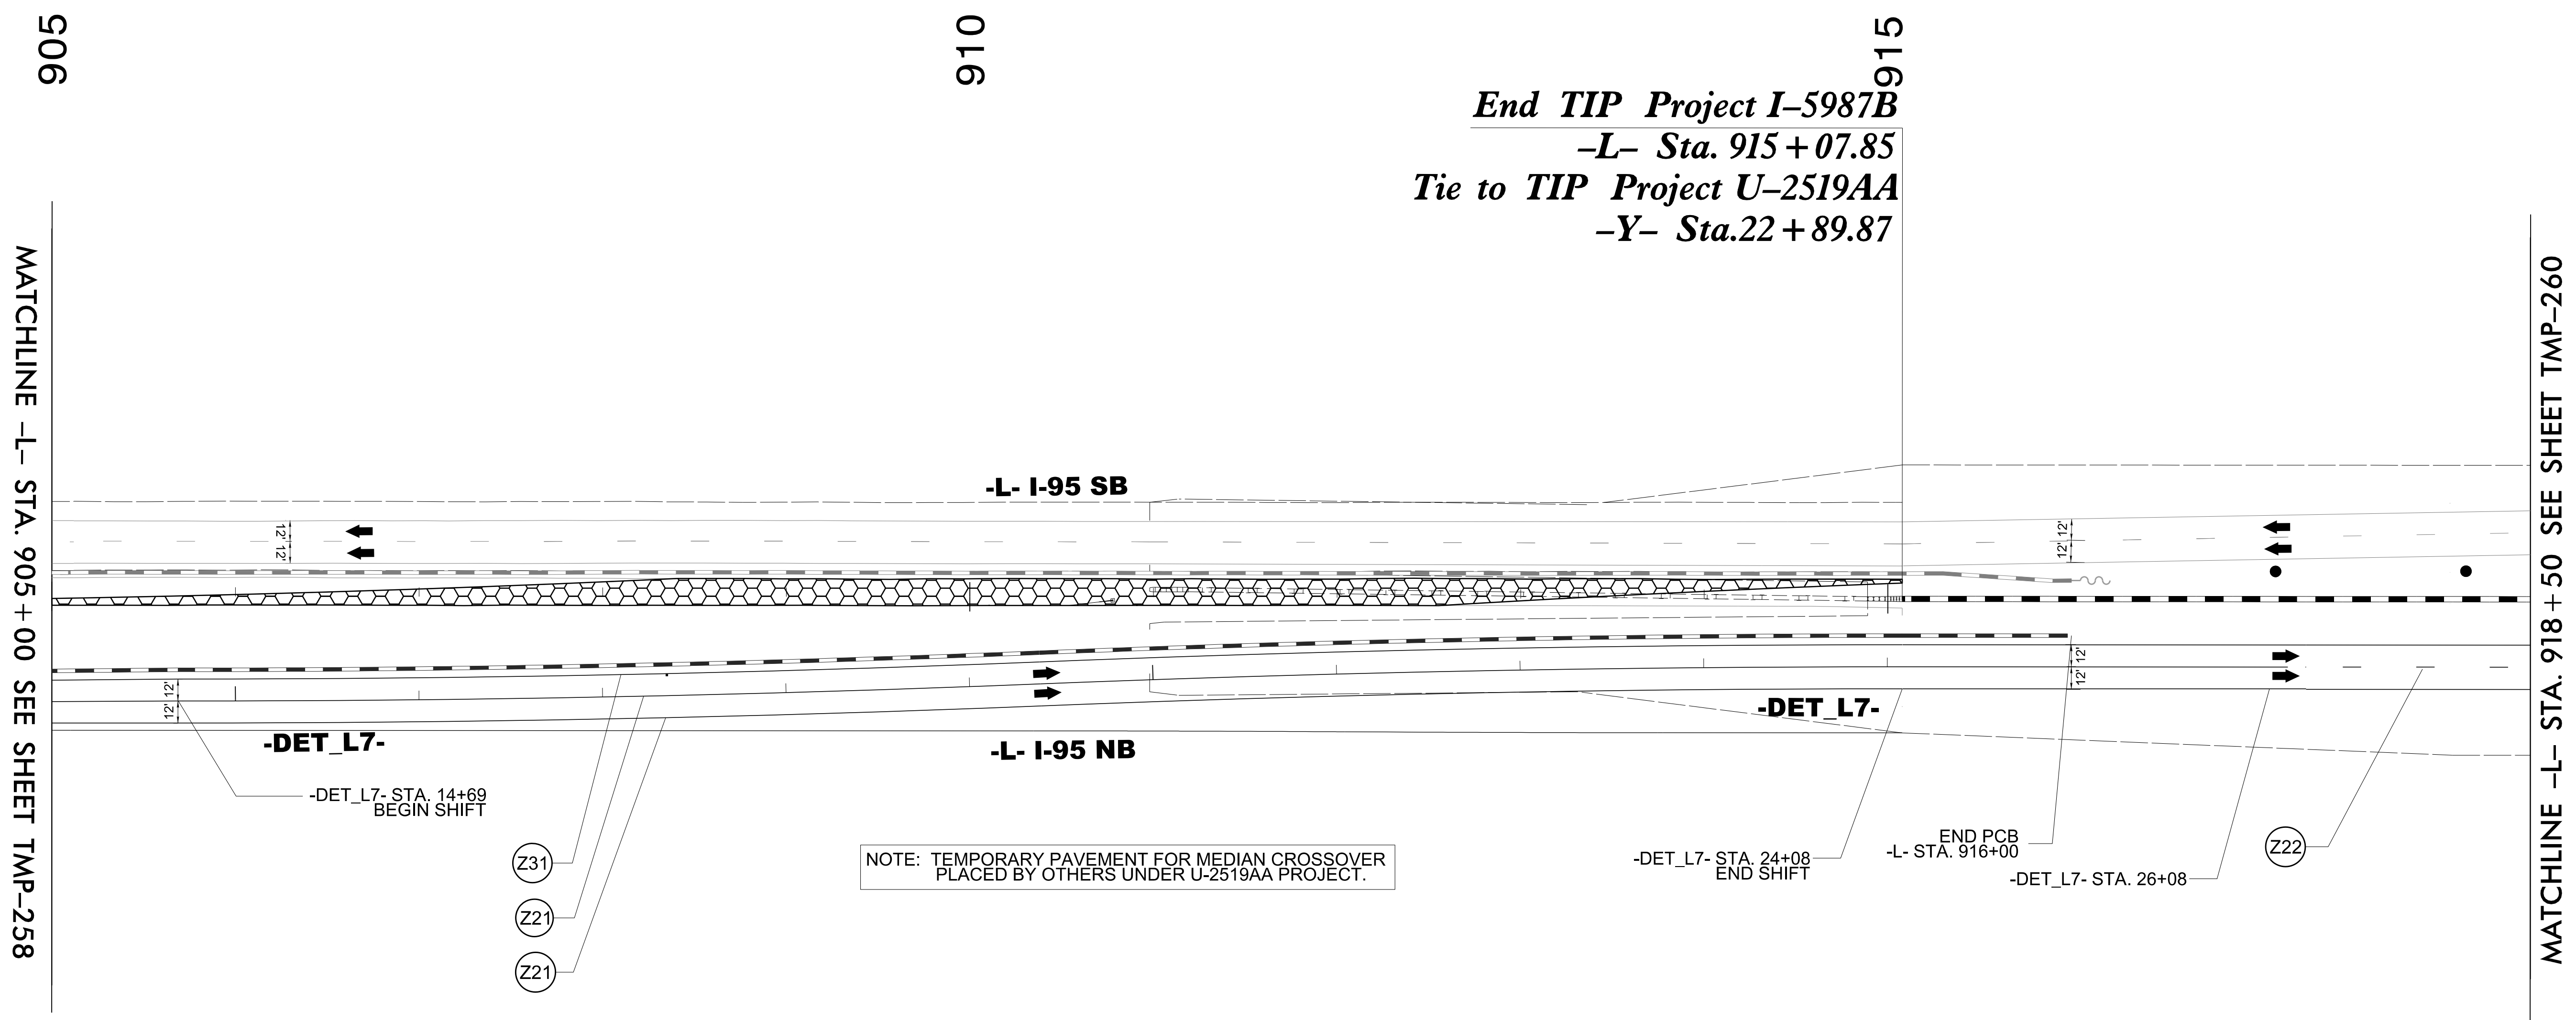 905
910
915
End TIP Project I–5987B
–L– Sta. 915+07.85
Tie to TIP Project U–2519AA
–Y– Sta.22+89.87
MATCHLINE –L– STA. 905+00 SEE SHEET TMP–258
MATCHLINE –L– STA. 918+50 SEE SHEET TMP–260
-L- I-95 SB
12' 12'
12' 12'
12' 12'
12' 12'
-DET_L7-
-DET_L7-
-L- I-95 NB
-DET_L7- STA. 14+69
BEGIN SHIFT
Z31
Z21
Z21
NOTE: TEMPORARY PAVEMENT FOR MEDIAN CROSSOVER
PLACED BY OTHERS UNDER U-2519AA PROJECT.
-DET_L7- STA. 24+08
END SHIFT
END PCB
-L- STA. 916+00
-DET_L7- STA. 26+08
Z22